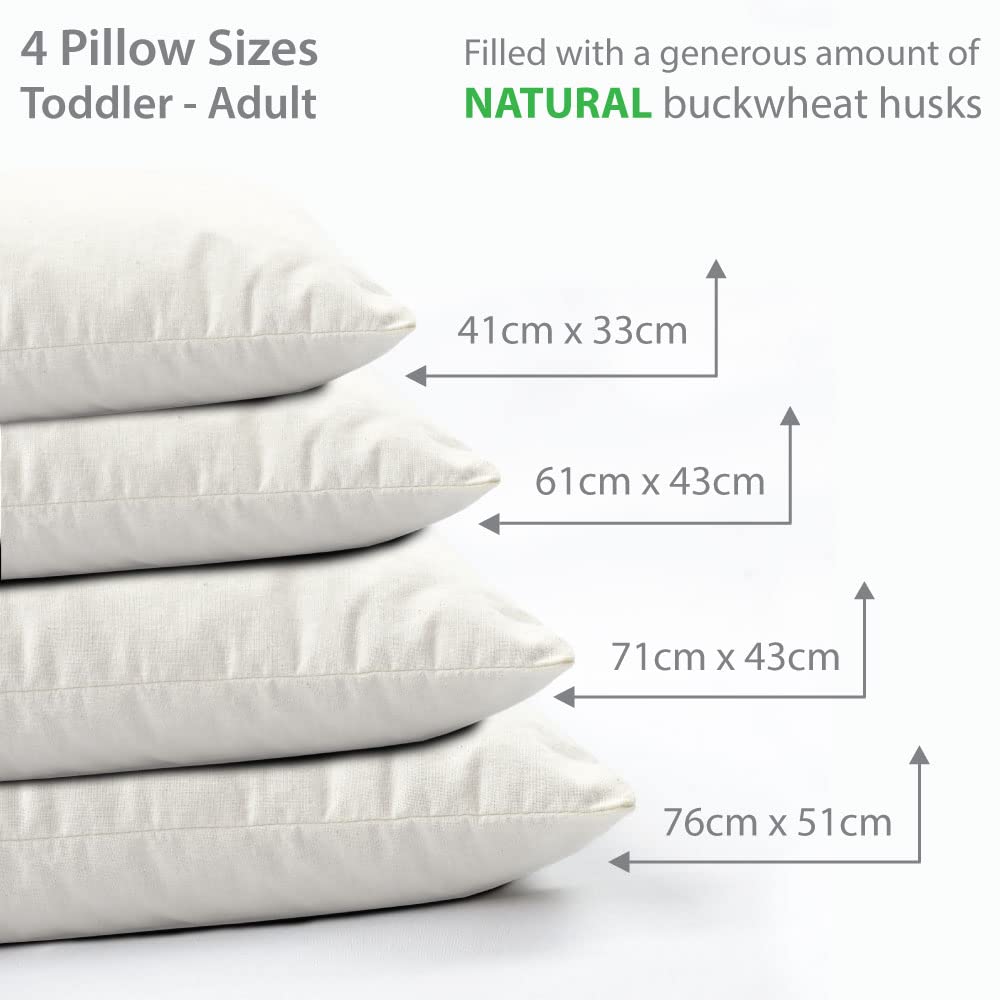 4 Pillow Sizes
Toddler - Adult
Filled with a generous amount of
NATURAL buckwheat husks
41cm x 33cm
61cm x 43cm
71cm x 43cm
76cm x 51cm